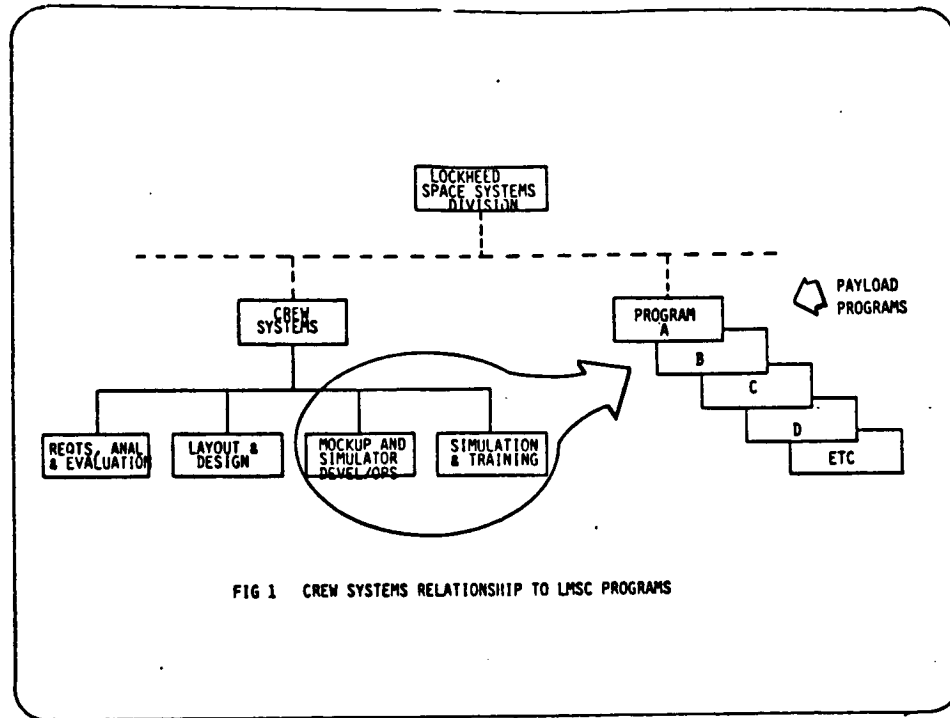 LOCKHEED
SPACE SYSTEMS
DIVISION
CREW
SYSTEMS
PROGRAM
A
PAYLOAD
PROGRAMS
B
C
D
ETC
REQTS, ANAL
& EVALUATION
LAYOUT &
DESIGN
MOCKUP AND
SIMULATOR
DEVEL/OPS
SIMULATION
& TRAINING
FIG 1 CREW SYSTEMS RELATIONSHIP TO LMSC PROGRAMS